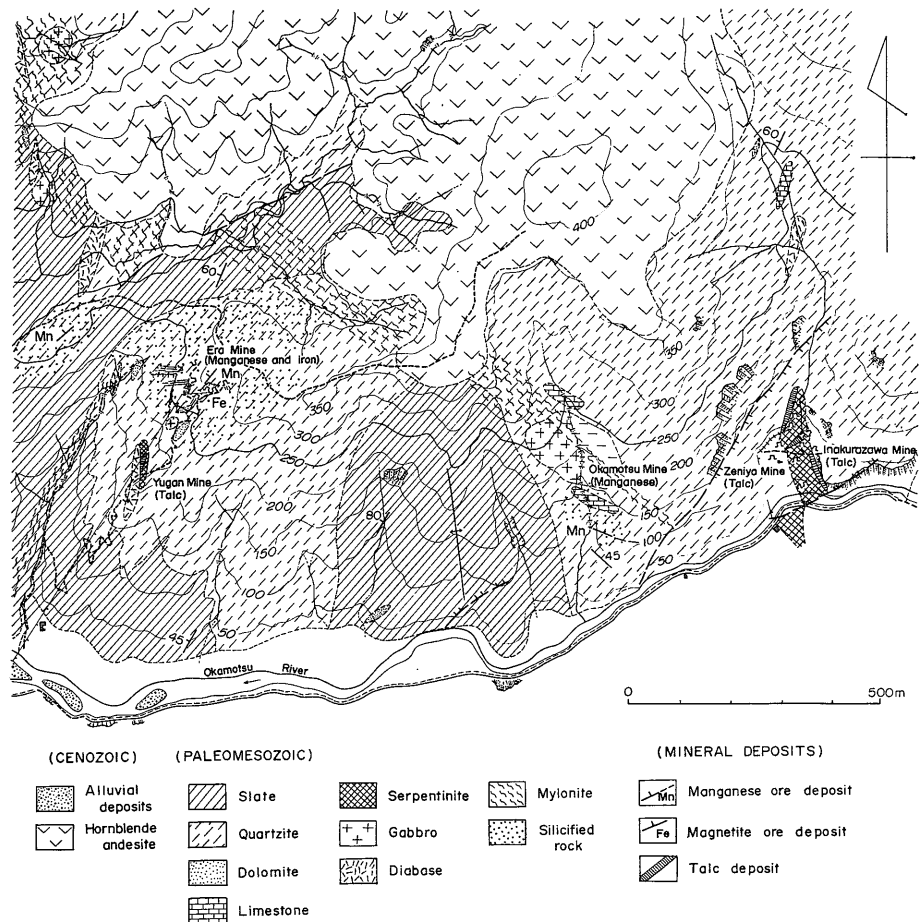 60
400
60
Mn
Era Mine
(Manganese and Iron)
Mn
Fe
350
350
300
300
250
250
Okamotsu Mine
(Manganese)
200
Zeniya Mine
(Talc)
Inakurazawa Mine
(Talc)
Yugan Mine
(Talc)
200
80
150
150
Mn
100
45
50
100
45
50
Okamotsu River
0 500m
(CENOZOIC) (PALEOMESOZOIC) (MINERAL DEPOSITS)
Alluvial
deposits
Hornblende
andesite
Slate
Quartzite
Dolomite
Limestone
Serpentinite
Gabbro
Diabase
Mylonite
Silicified
rock
Mn Manganese ore deposit
Fe Magnetite ore deposit
Talc deposit